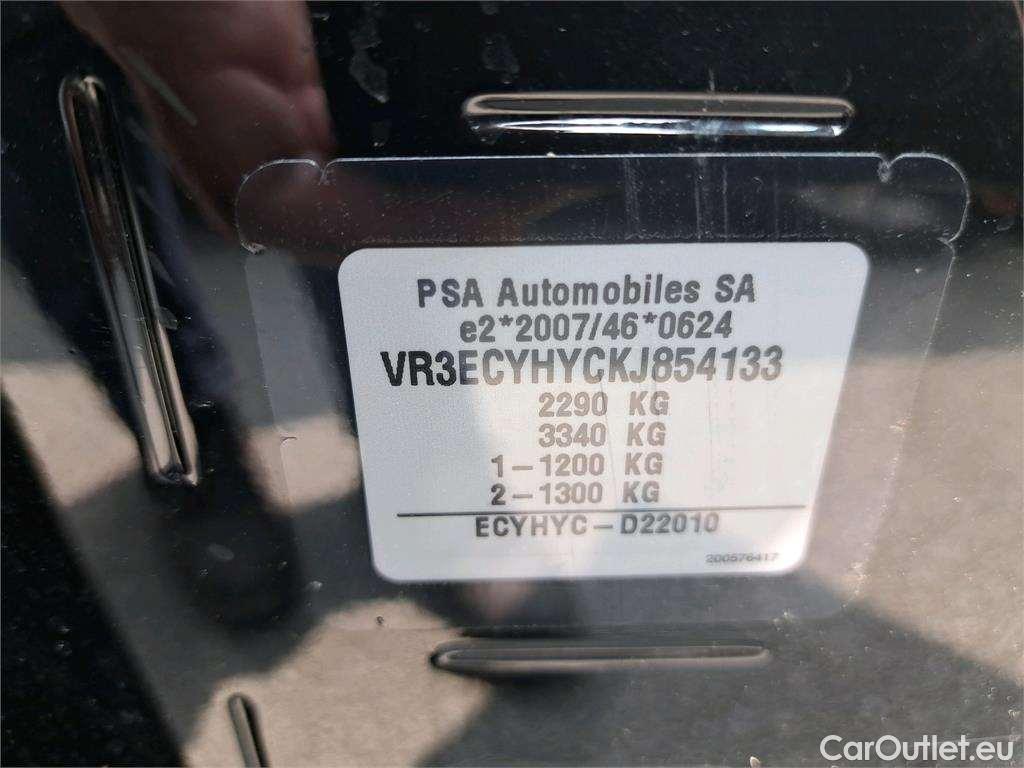 PSA Automobiles SA
e2*2007/46*0624
VR3ECYHYCKJ854133
2290 KG
3340 KG
1-1200 KG
2-1300 KG
ECYHYC-D22010
200576417
CarOutlet.eu